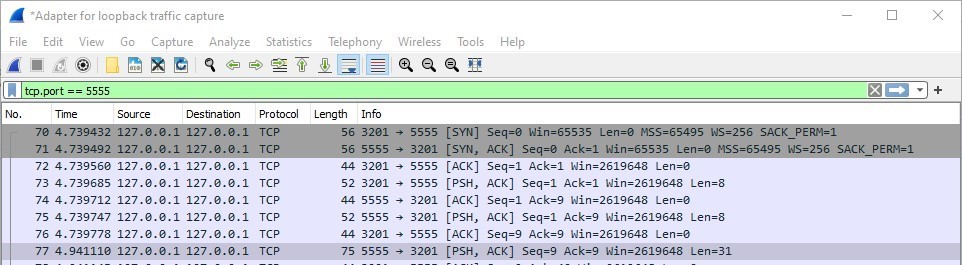 *Adapter for loopback traffic capture
File Edit View Go Capture Analyze Statistics Telephony Wireless Tools Help
tcp.port == 5555
No. Time Source Destination Protocol Length Info
70 4.739432 127.0.0.1 127.0.0.1 TCP 56 3201 → 5555 [SYN] Seq=0 Win=65535 Len=0 MSS=65495 WS=256 SACK_PERM=1
71 4.739492 127.0.0.1 127.0.0.1 TCP 56 5555 → 3201 [SYN, ACK] Seq=0 Ack=1 Win=65535 Len=0 MSS=65495 WS=256 SACK_PERM=1
72 4.739560 127.0.0.1 127.0.0.1 TCP 44 3201 → 5555 [ACK] Seq=1 Ack=1 Win=2619648 Len=0
73 4.739685 127.0.0.1 127.0.0.1 TCP 52 3201 → 5555 [PSH, ACK] Seq=1 Ack=1 Win=2619648 Len=8
74 4.739712 127.0.0.1 127.0.0.1 TCP 44 5555 → 3201 [ACK] Seq=1 Ack=9 Win=2619648 Len=0
75 4.739747 127.0.0.1 127.0.0.1 TCP 52 5555 → 3201 [PSH, ACK] Seq=1 Ack=9 Win=2619648 Len=8
76 4.739778 127.0.0.1 127.0.0.1 TCP 44 3201 → 5555 [ACK] Seq=9 Ack=9 Win=2619648 Len=0
77 4.941110 127.0.0.1 127.0.0.1 TCP 75 5555 → 3201 [PSH, ACK] Seq=9 Ack=9 Win=2619648 Len=31